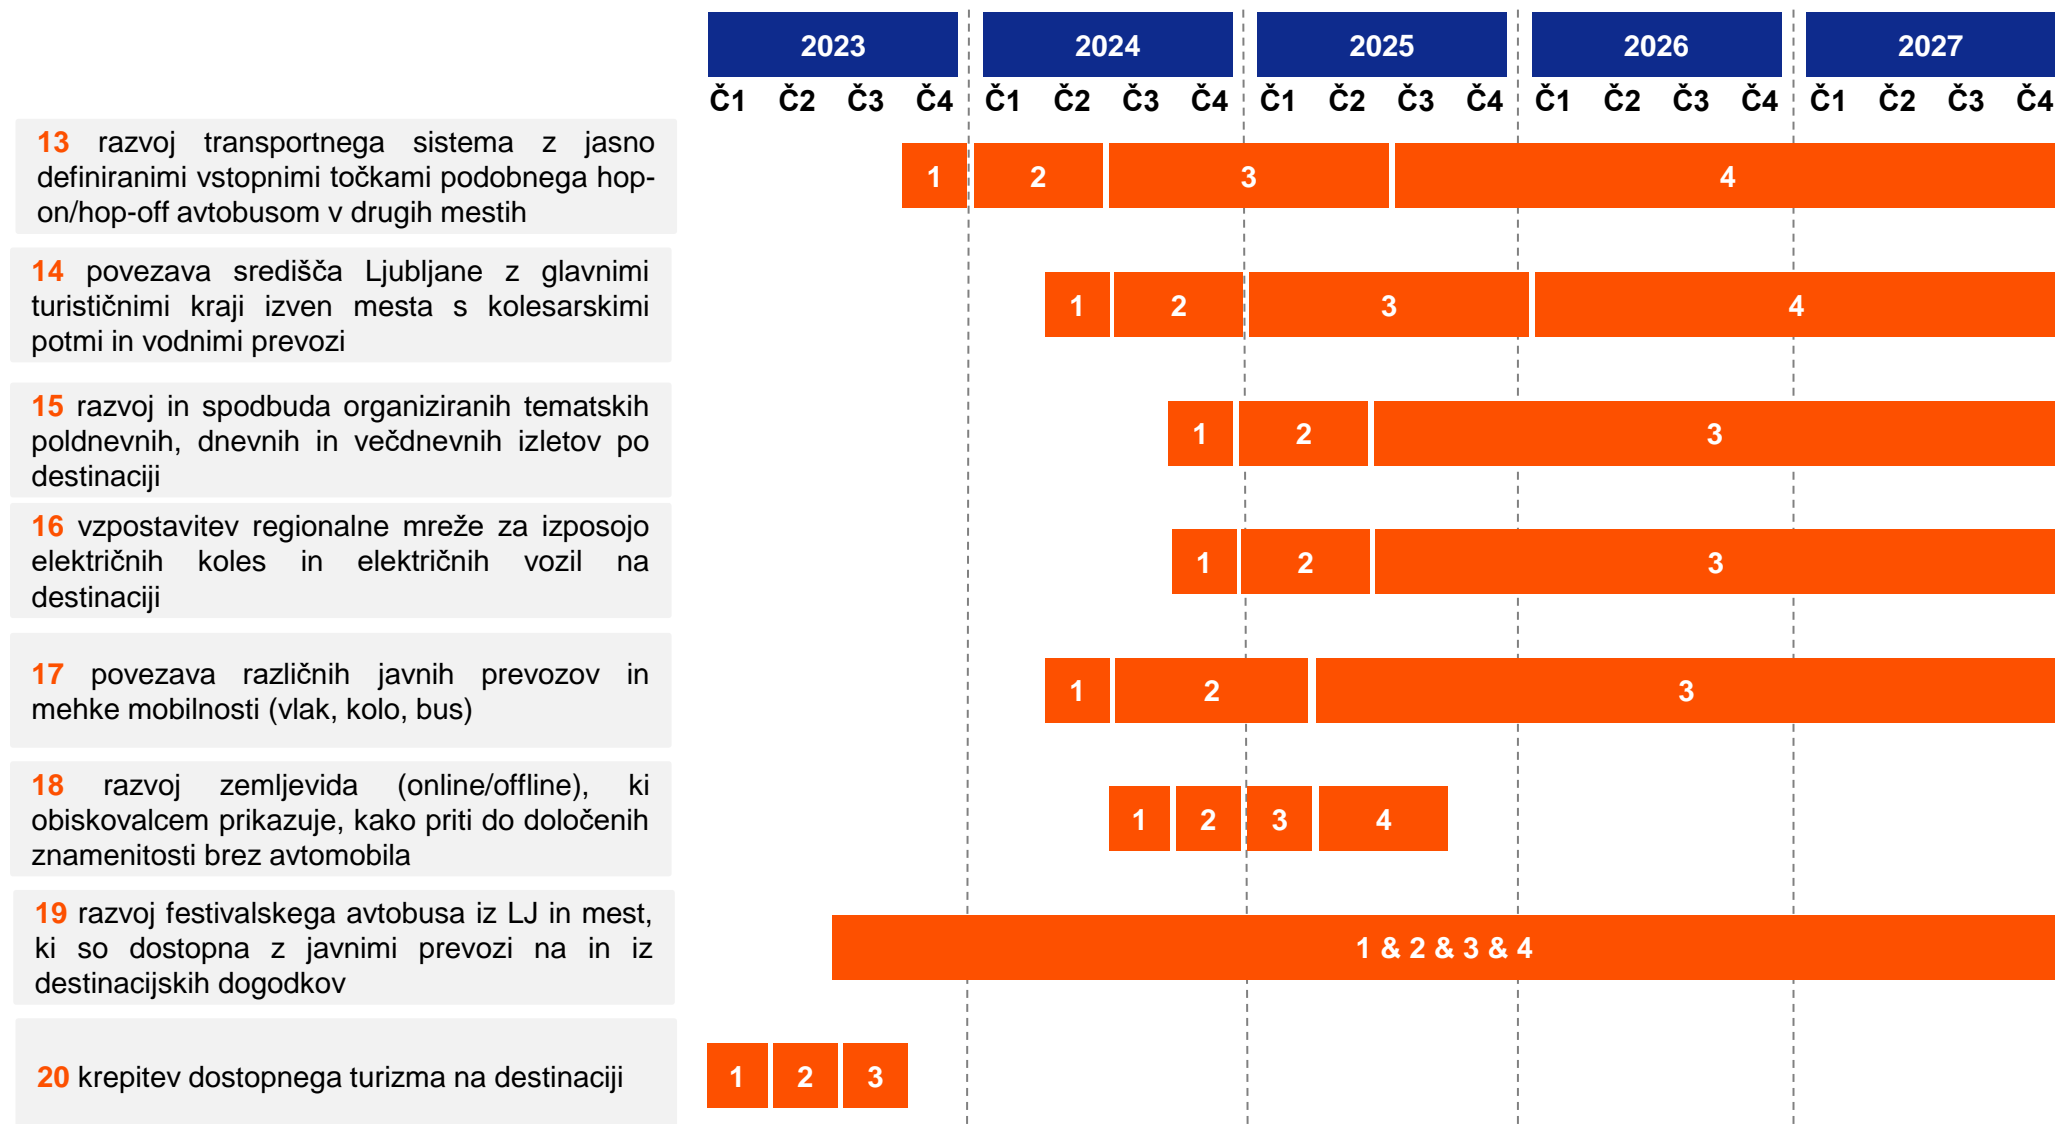 2023 2024 2025 2026 2027
Č1 Č2 Č3 Č4 Č1 Č2 Č3 Č4 Č1 Č2 Č3 Č4 Č1 Č2 Č3 Č4 Č1 Č2 Č3 Č4
13 razvoj transportnega sistema z jasno
definiranimi vstopnimi točkami podobnega hop-
on/hop-off avtobusom v drugih mestih
1 2 3 4
14 povezava središča Ljubljane z glavnimi
turističnimi kraji izven mesta s kolesarskimi
potmi in vodnimi prevozi
1 2 3 4
15 razvoj in spodbuda organiziranih tematskih
poldnevnih, dnevnih in večdnevnih izletov po
destinaciji
1 2 3
16 vzpostavitev regionalne mreže za izposojo
električnih koles in električnih vozil na
destinaciji
1 2 3
17 povezava različnih javnih prevozov in
mehke mobilnosti (vlak, kolo, bus)
1 2 3
18 razvoj zemljevida (online/offline), ki
obiskovalcem prikazuje, kako priti do določenih
znamenitosti brez avtomobila
1 2 3 4
19 razvoj festivalskega avtobusa iz LJ in mest,
ki so dostopna z javnimi prevozi na in iz
destinacijskih dogodkov
1 & 2 & 3 & 4
20 krepitev dostopnega turizma na destinaciji
1 2 3